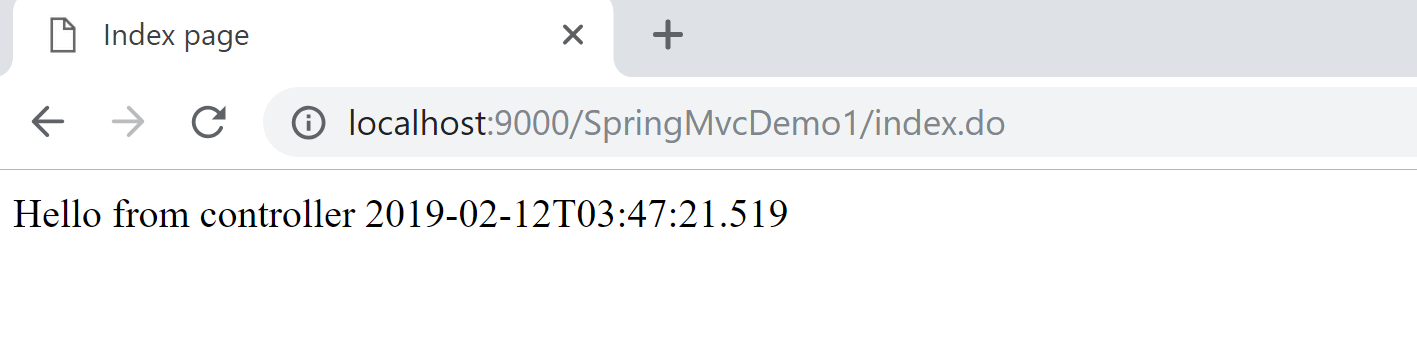 Index page
localhost:9000/SpringMvcDemo1/index.do
Hello from controller 2019-02-12T03:47:21.519